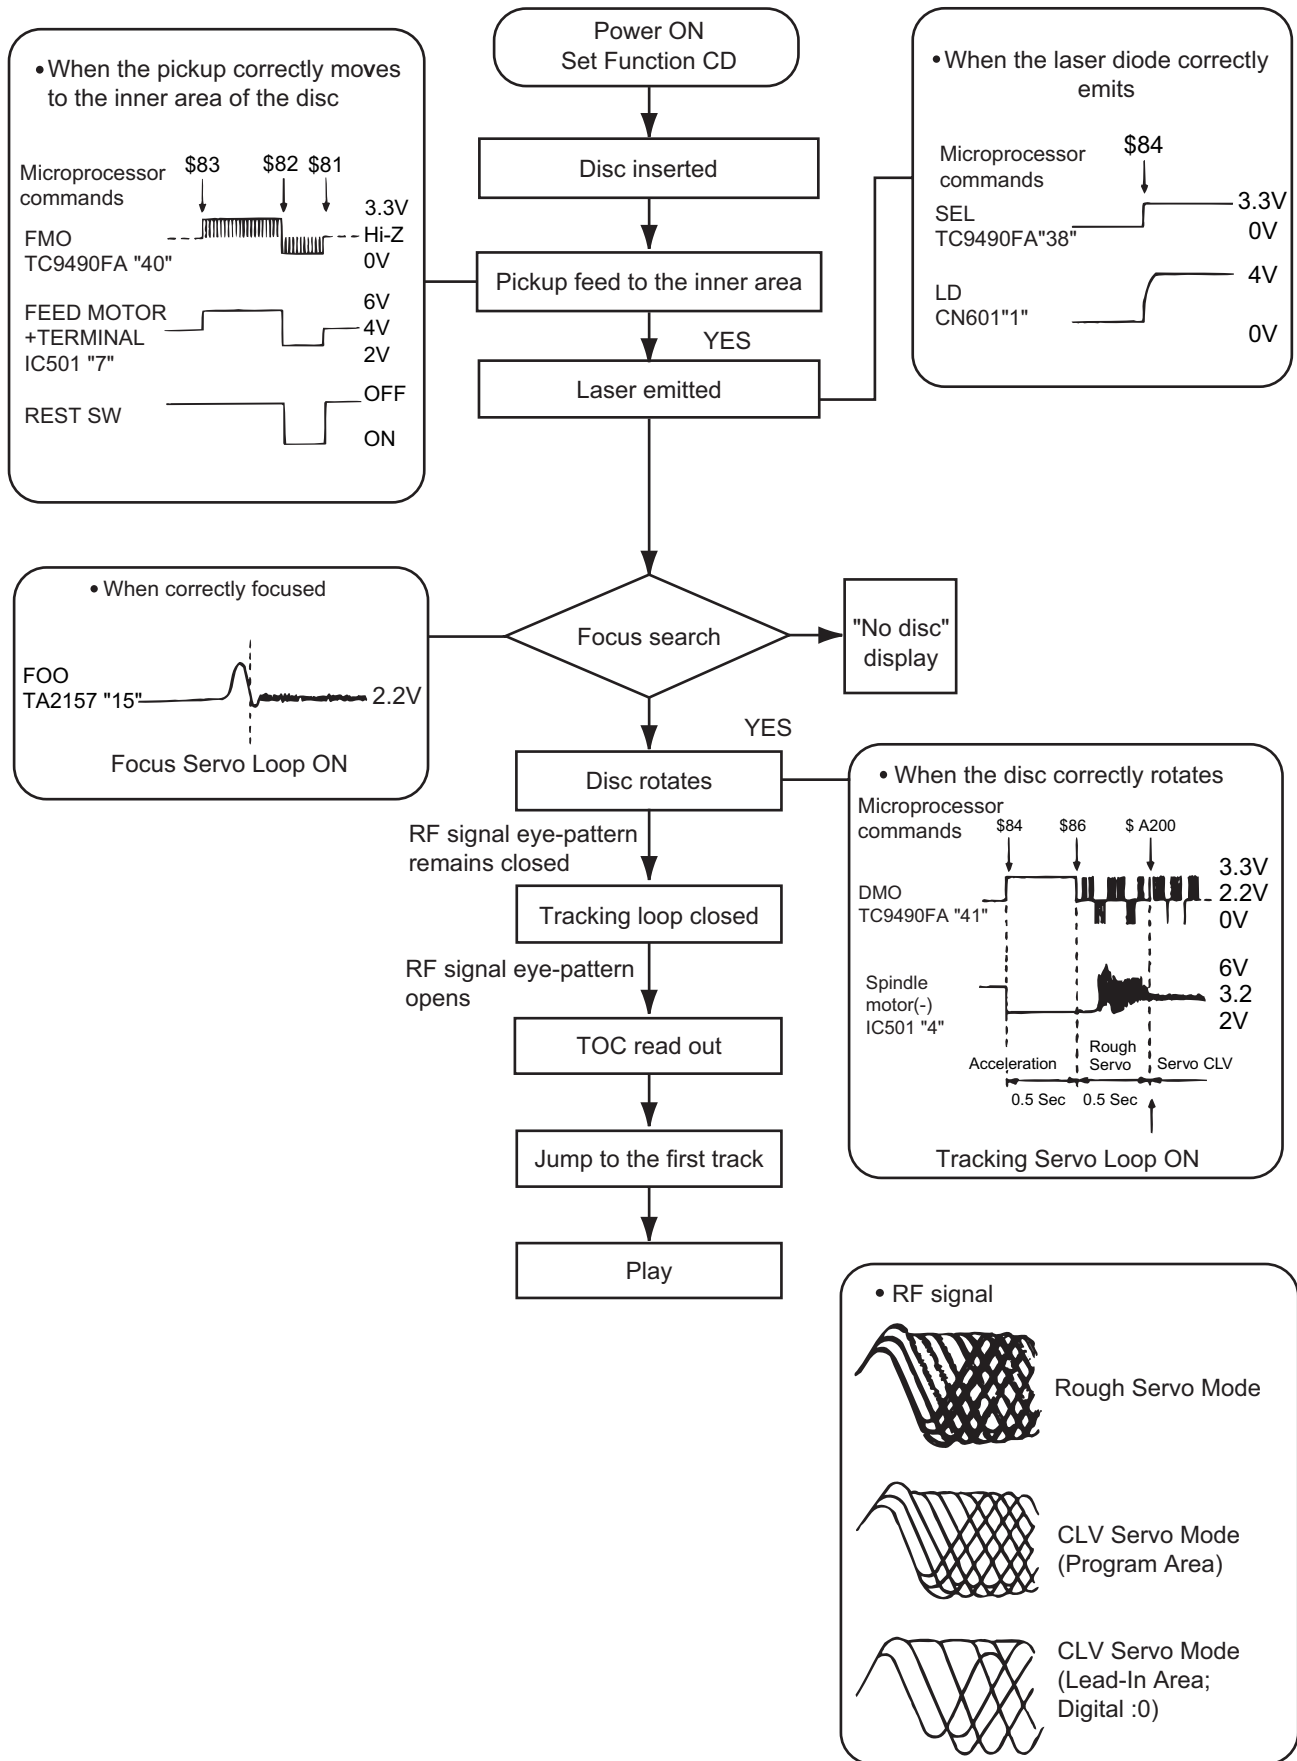 Power ON
Set Function CD
• When the pickup correctly moves
to the inner area of the disc
Microprocessor
commands
$83
$82
$81
FMO
TC9490FA "40"
3.3V
Hi-Z
0V
FEED MOTOR
+TERMINAL
IC501 "7"
6V
4V
2V
REST SW
OFF
ON
• When the laser diode correctly
emits
Microprocessor
commands
$84
SEL
TC9490FA"38"
3.3V
0V
LD
CN601"1"
4V
0V
Disc inserted
Pickup feed to the inner area
YES
Laser emitted
• When correctly focused
FOO
TA2157 "15"
2.2V
Focus Servo Loop ON
Focus search
"No disc"
display
YES
Disc rotates
RF signal eye-pattern
remains closed
Tracking loop closed
RF signal eye-pattern
opens
TOC read out
Jump to the first track
Play
• When the disc correctly rotates
Microprocessor
commands
$84
$86
$ A200
DMO
TC9490FA "41"
3.3V
2.2V
0V
Spindle
motor(-)
IC501 "4"
6V
3.2
2V
Acceleration
Rough
Servo
Servo CLV
0.5 Sec
0.5 Sec
Tracking Servo Loop ON
• RF signal
Rough Servo Mode
CLV Servo Mode
(Program Area)
CLV Servo Mode
(Lead-In Area;
Digital :0)